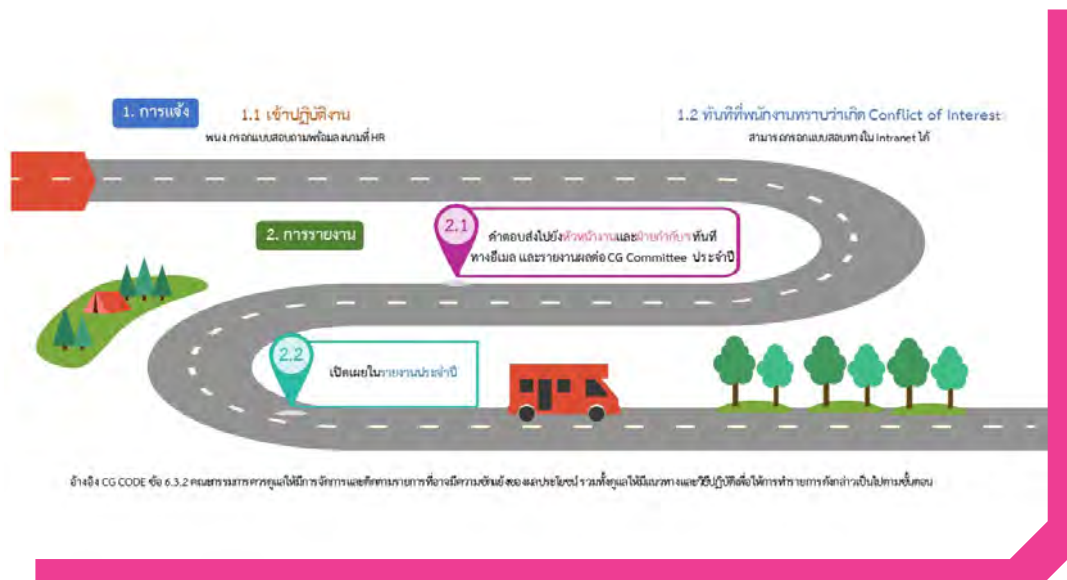 1. การแจ้ง
1.1 เข้าปฏิบัติงาน
พนง กรอกแบบสอบถามพร้อมลงนามที่ HR
1.2 ทันทีที่พนักงานทราบว่าเกิด Conflict of Interest
สามารถกรอกแบบสอบทางใน Intranet ได้
2. การรายงาน
2.1
คำตอบส่งไปยังหัวหน้างานและฝ่ายกำกับฯ ทันที
ทางอีเมล และรายงานผลต่อ CG Committee ประจำปี
2.2
เปิดเผยในรายงานประจำปี
อ้างอิง CG CODE ข้อ 6.3.2 คณะกรรมการควรดูแลให้มีการจัดการและติดตามรายการที่อาจมีความขัดแย้งของผลประโยชน์ รวมทั้งดูแลให้มีแนวทางและวิธีปฏิบัติเพื่อให้การทำรายการดังกล่าวเป็นไปตามขั้นตอน